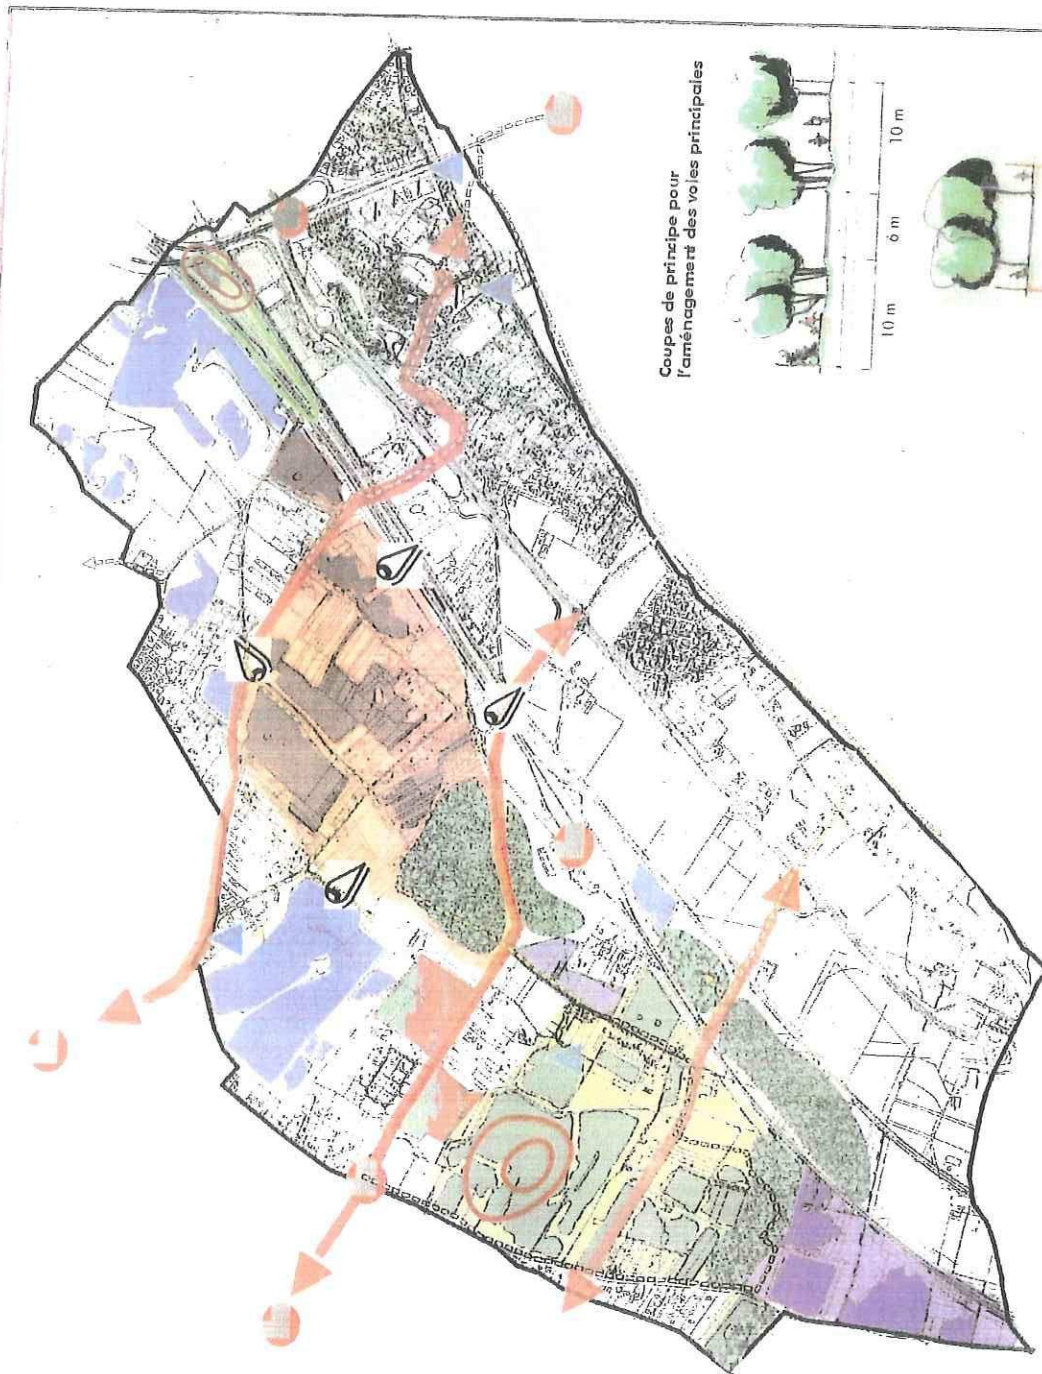 Coupes de principe pour
l'aménagement des voies principales
10 m
6 m
10 m